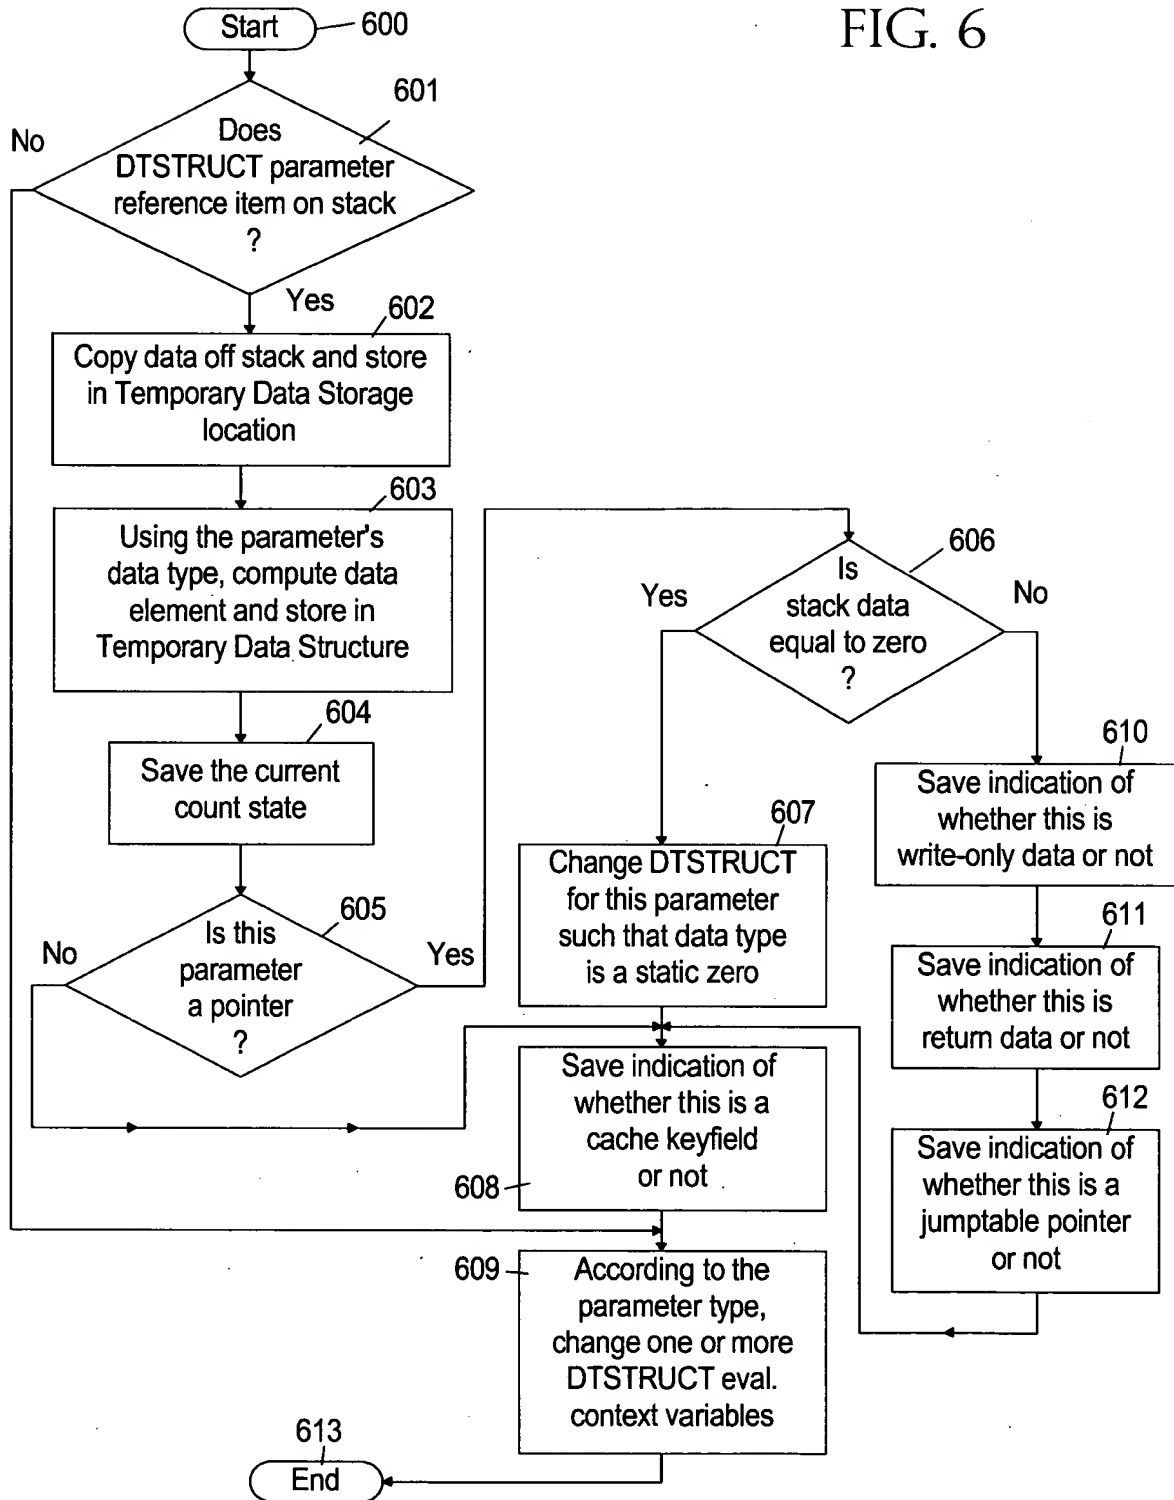 FIG. 6
Start
600
601
No
Does
DTSTRUCT parameter
reference item on stack
?
Yes
602
Copy data off stack and store
in Temporary Data Storage
location
603
Using the parameter's
data type, compute data
element and store in
Temporary Data Structure
604
Save the current
count state
605
No
Is this
parameter
a pointer
?
Yes
606
Yes
Is
stack data
equal to zero
?
No
607
Change DTSTRUCT
for this parameter
such that data type
is a static zero
608
Save indication of
whether this is a
cache keyfield
or not
609
According to the
parameter type,
change one or more
DTSTRUCT eval.
context variables
610
Save indication of
whether this is
write-only data or not
611
Save indication of
whether this is
return data or not
612
Save indication of
whether this is a
jumptable pointer
or not
613
End